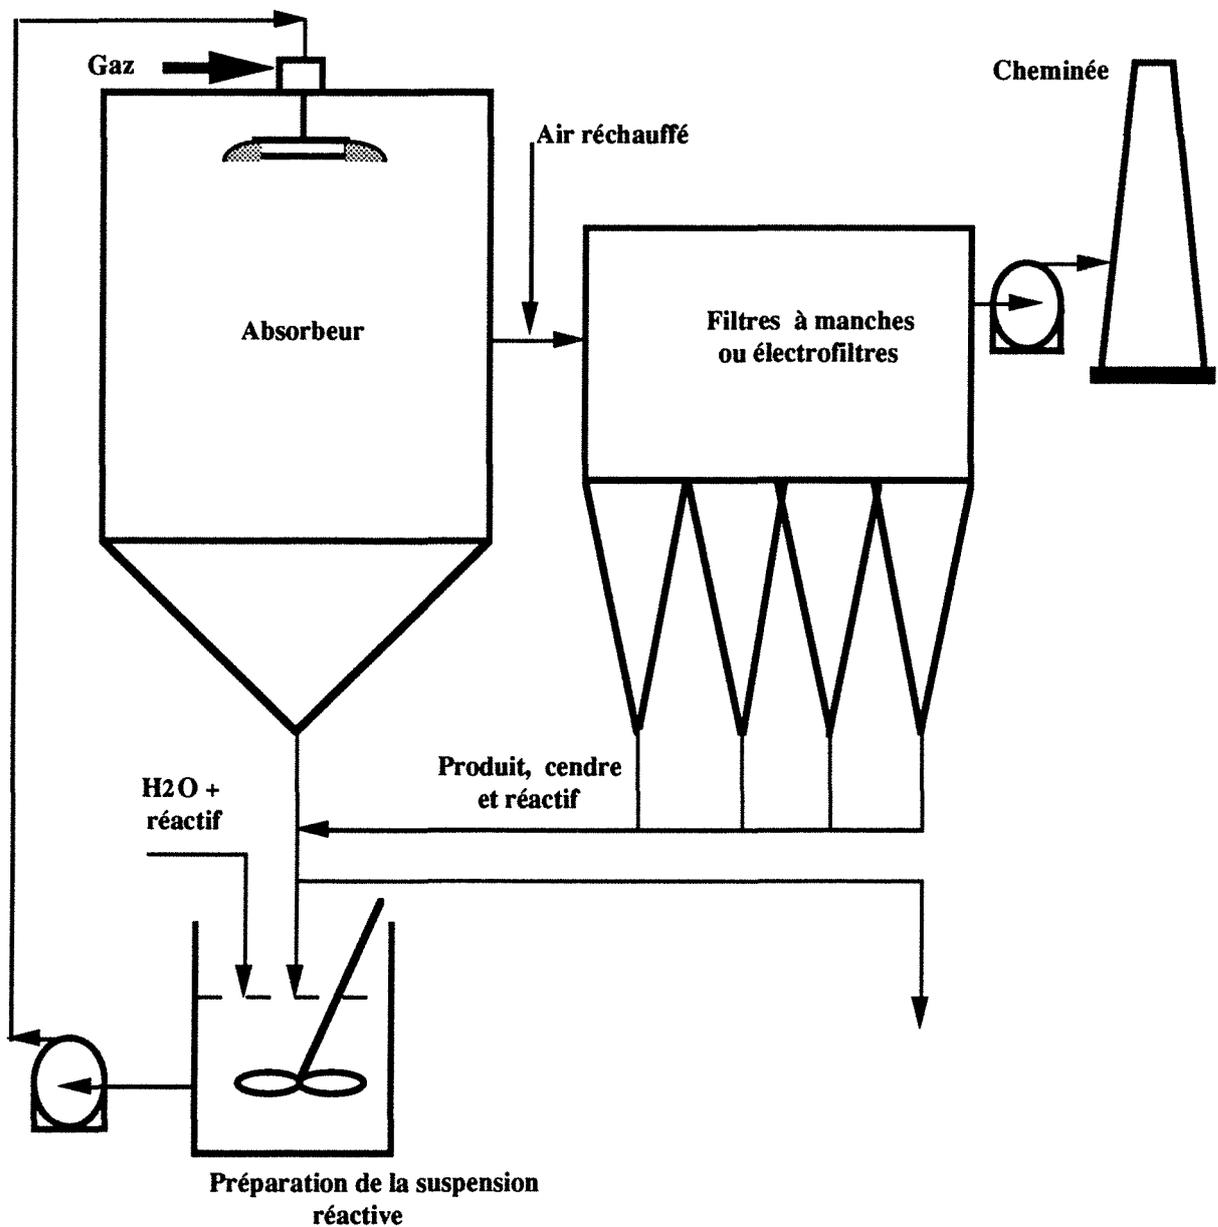 Gaz
Cheminée
Air réchauffé
Absorbeur
Filtres à manches
ou électrofiltres
Produit, cendre
et réactif
H2O +
réactif
Préparation de la suspension
réactive